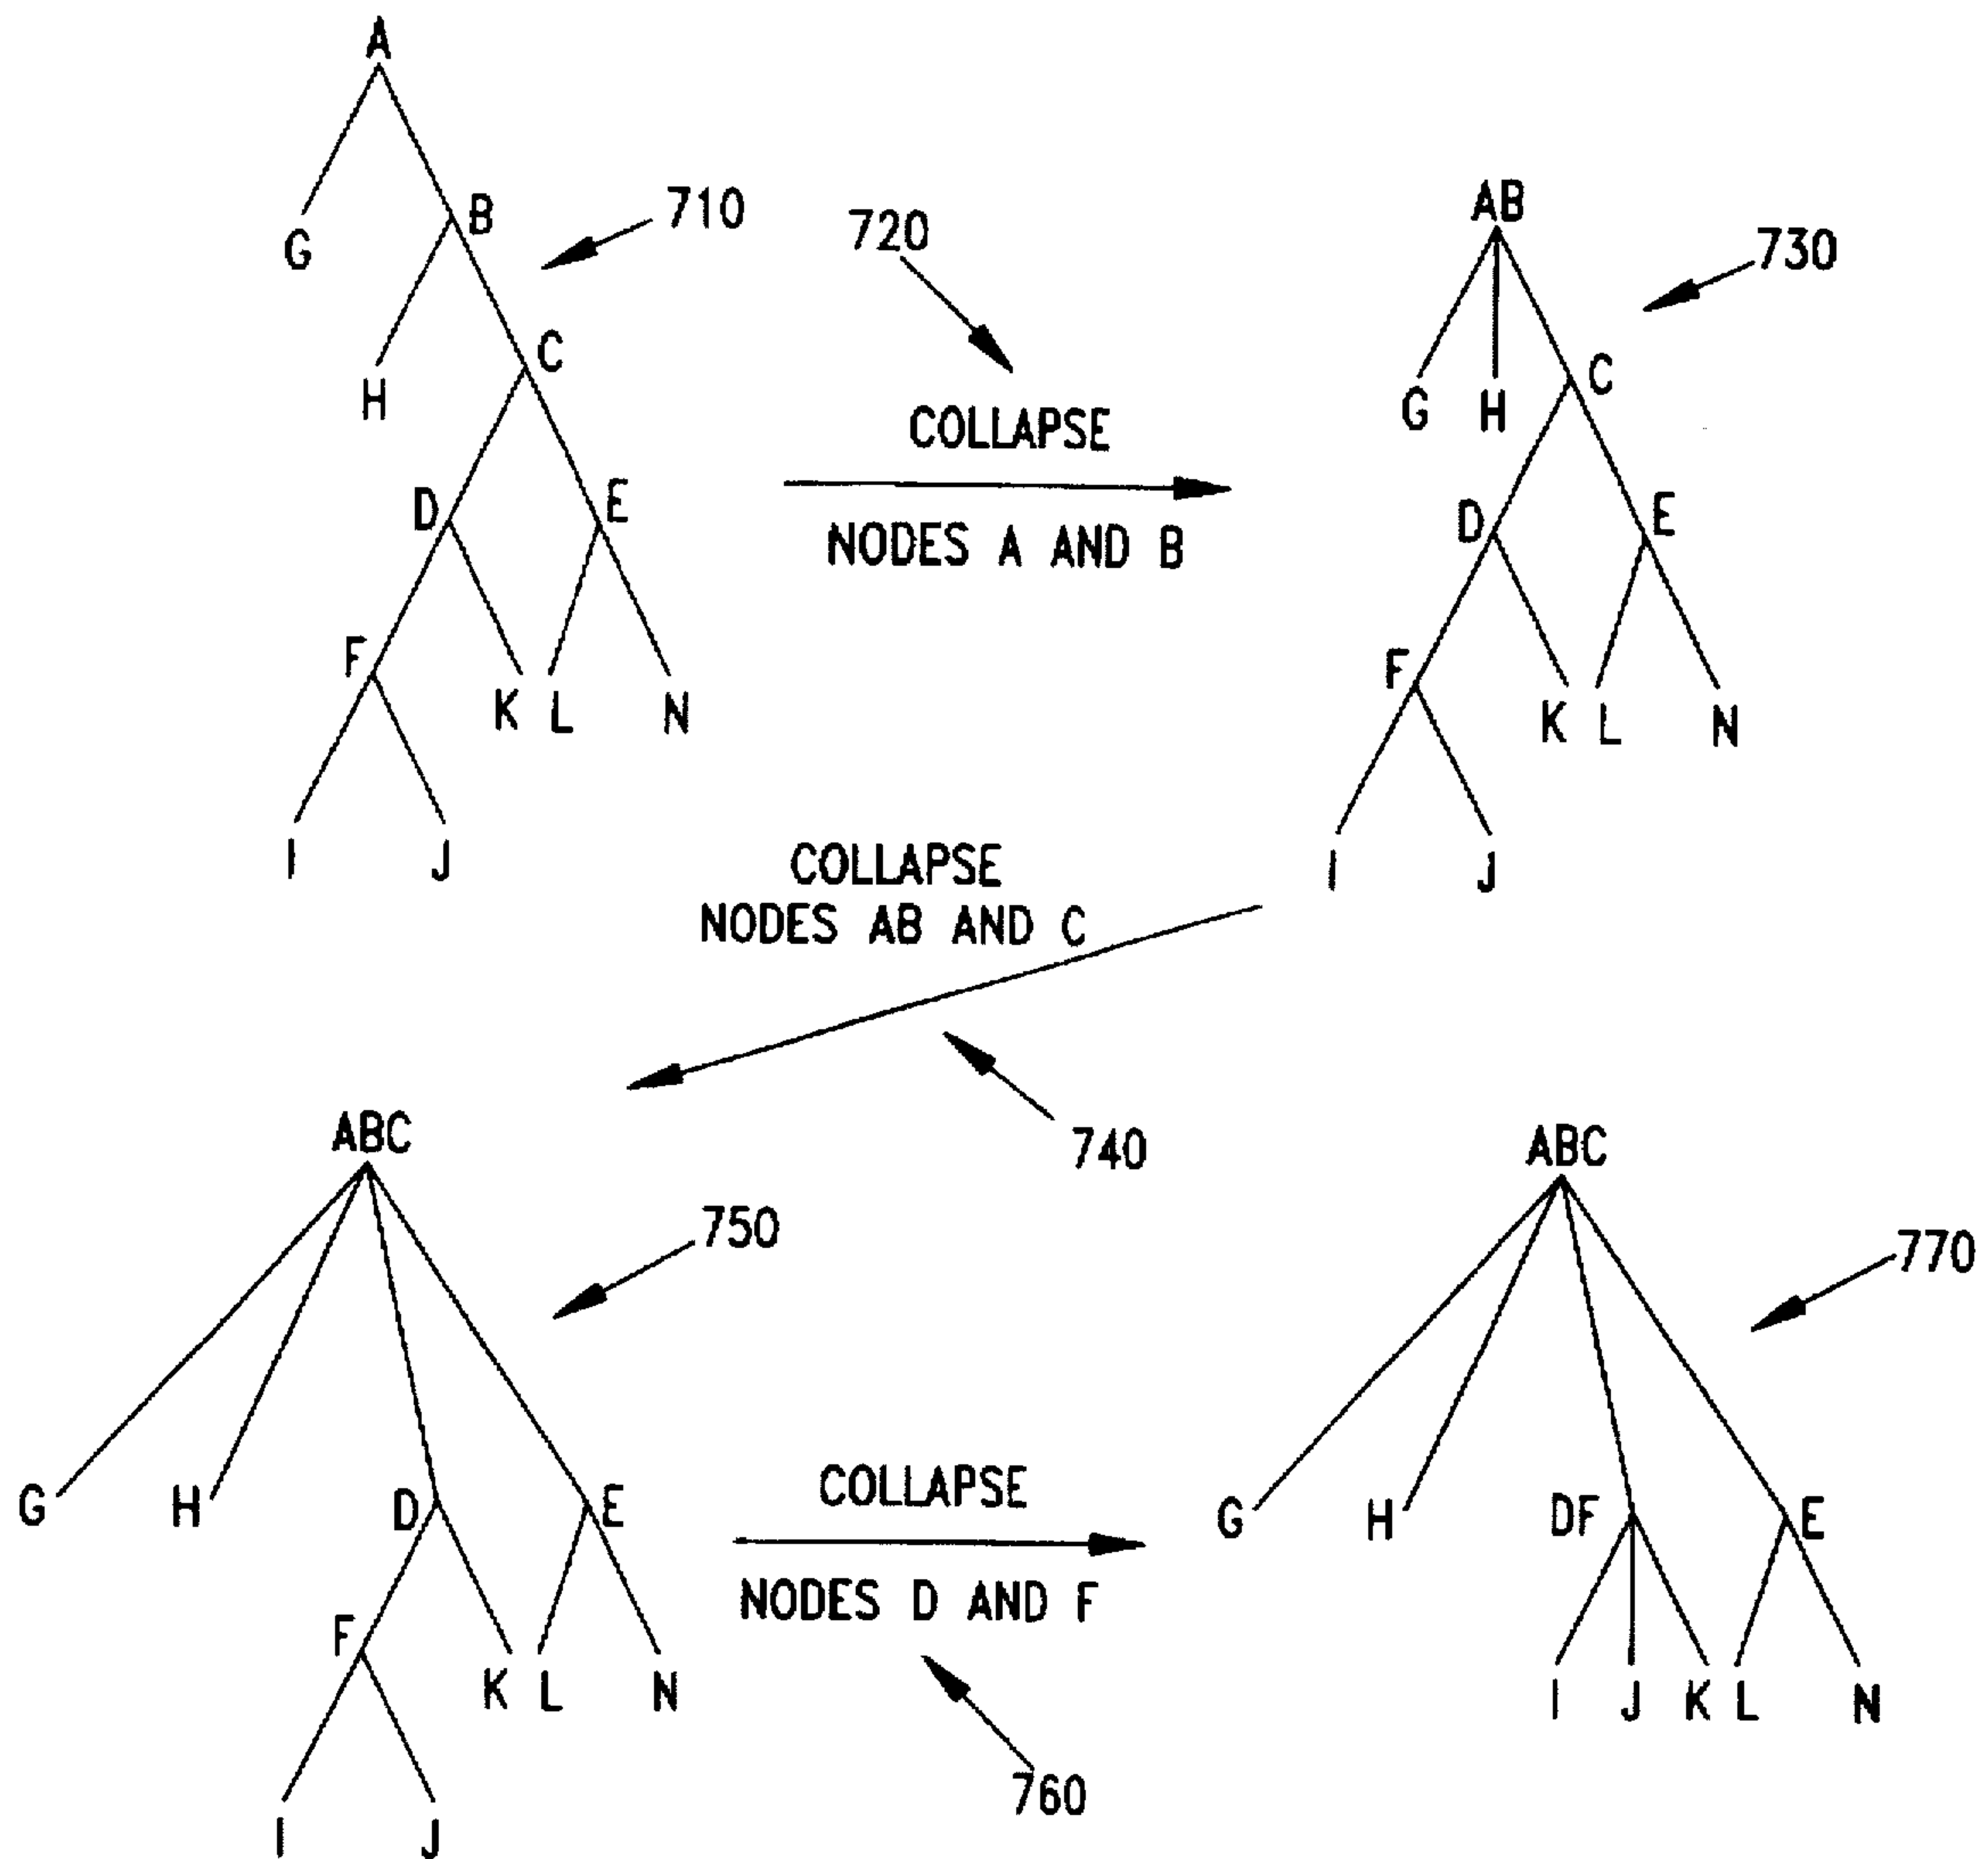 A
G
B
710
H
C
D
E
F
K
L
N
I
J
720
COLLAPSE
NODES A AND B
AB
730
G
H
C
D
E
F
K
L
N
I
J
COLLAPSE
NODES AB AND C
740
ABC
750
G
H
D
E
F
K
L
N
I
J
COLLAPSE
NODES D AND F
760
ABC
770
G
H
DF
E
I
J
K
L
N